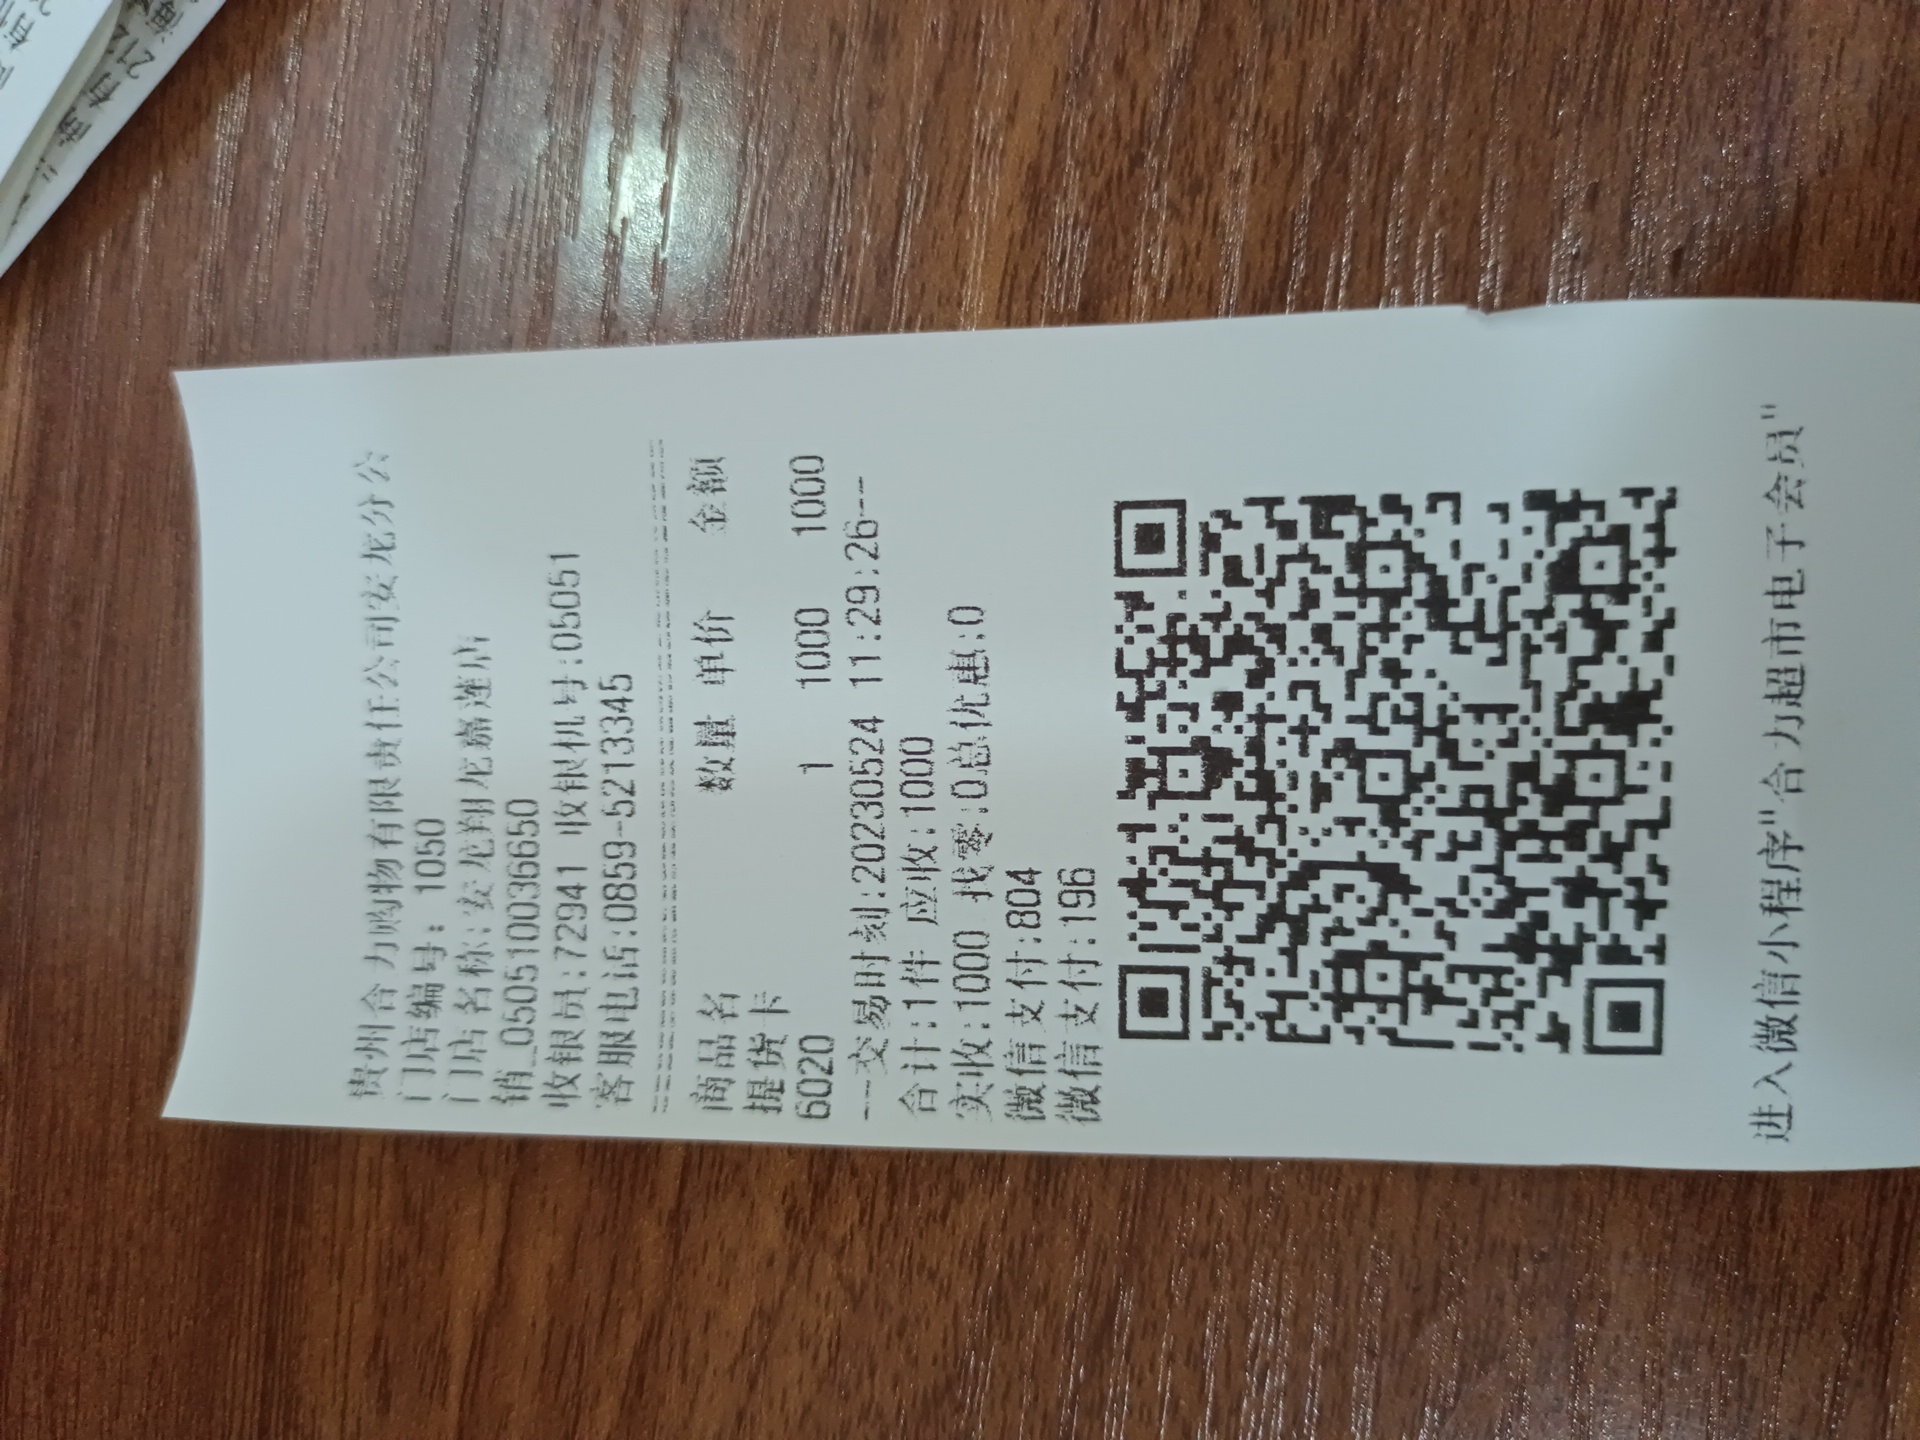 贵州合力购物有限责任公司安龙分公
门店编号: 1050
门店名称:安龙翔龙嘉莲店
销_050510036650
收银员:72941 收银机号:05051
客服电话:0859-5213345
商品名 数量 单价 金额
提货卡
6020 1 1000 1000
---交易时刻:20230524 11:29:26---
合计:1件 应收:1000
实收:1000 找零:0总优惠:0
微信支付:804
微信支付:196
进入微信小程序"合力超市电子会员"